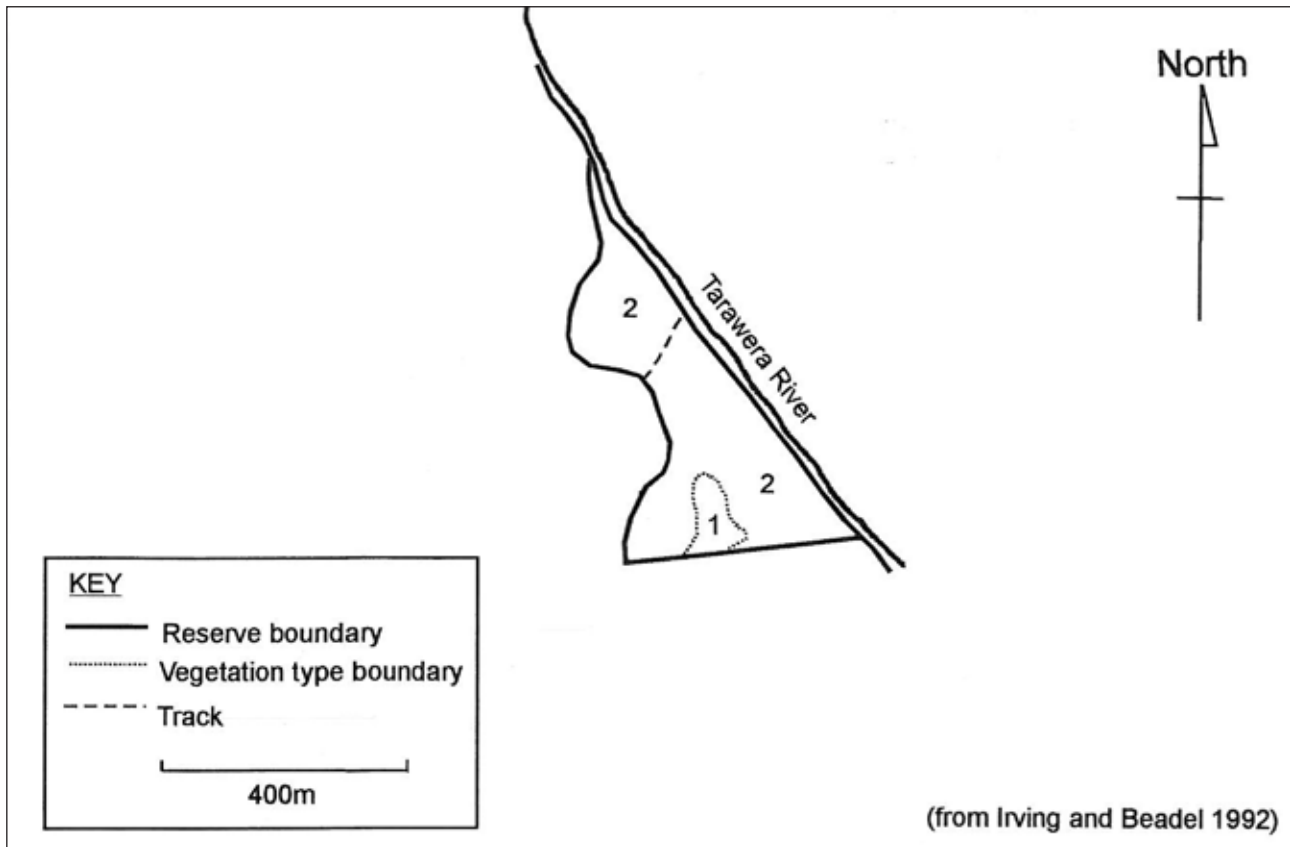 North
Tarawera River
2
2
1
KEY
Reserve boundary
Vegetation type boundary
Track
400m
(from Irving and Beadel 1992)